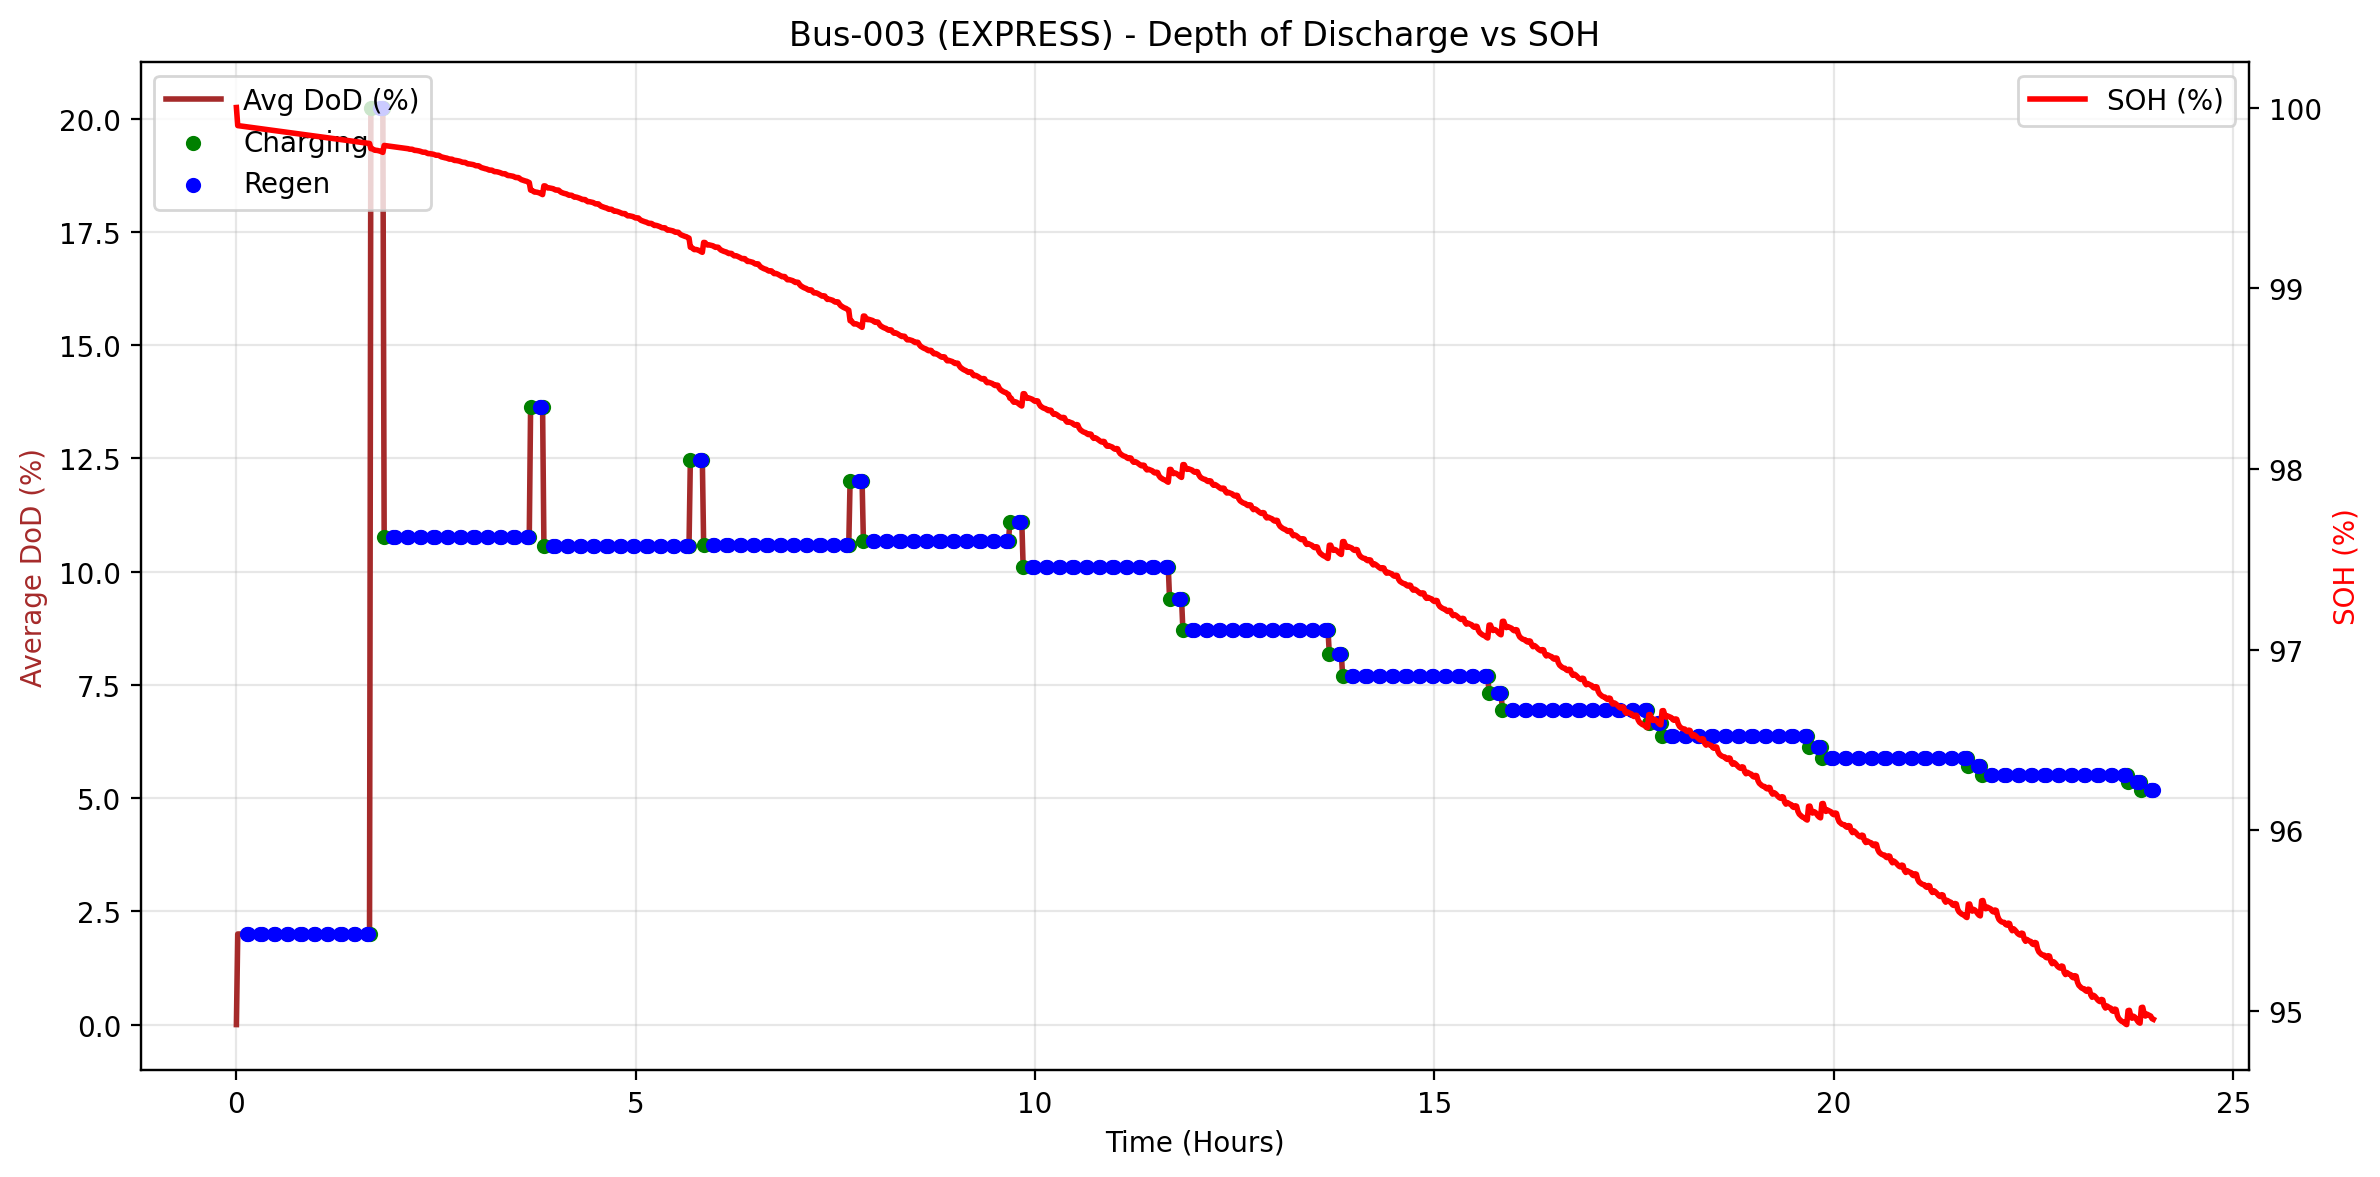 Bus-003 (EXPRESS) - Depth of Discharge vs SOH
Avg DoD (%)
Charging
Regen
SOH (%)
20.0
17.5
15.0
12.5
10.0
7.5
5.0
2.5
0.0
Average DoD (%)
100
99
98
97
96
95
SOH (%)
0
5
10
15
20
25
Time (Hours)